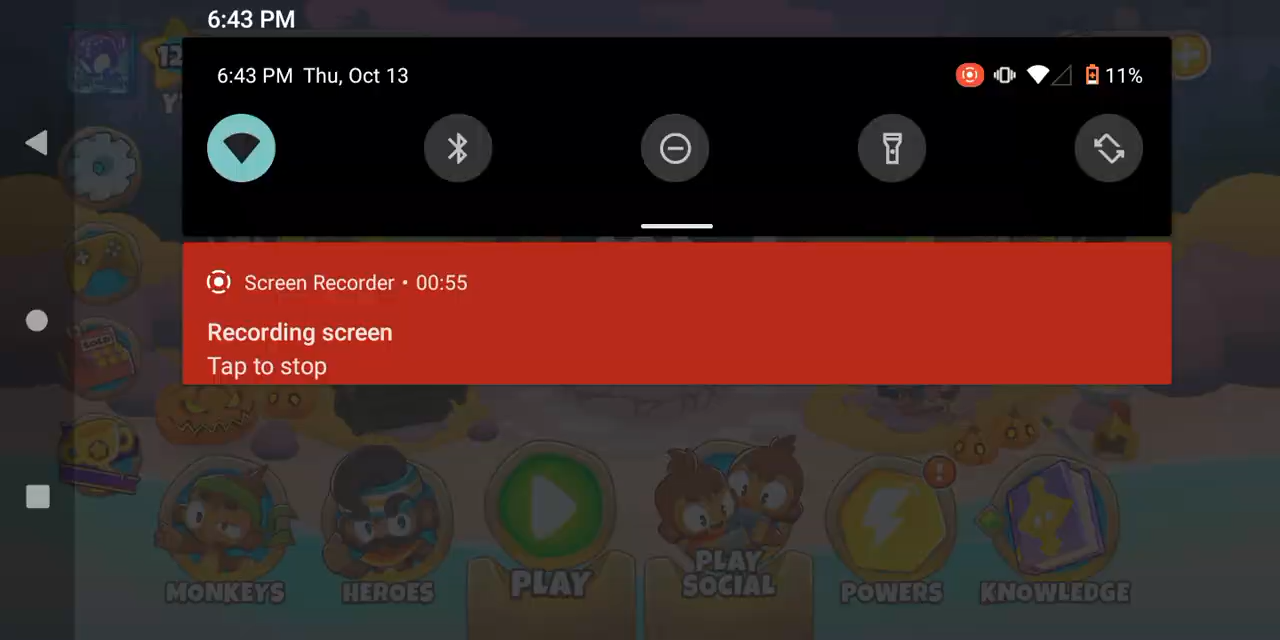 6:43 PM
6:43 PM Thu, Oct 13 11%
Screen Recorder • 00:55
Recording screen
Tap to stop
MONKEYS HEROES PLAY PLAY SOCIAL POWERS KNOWLEDGE